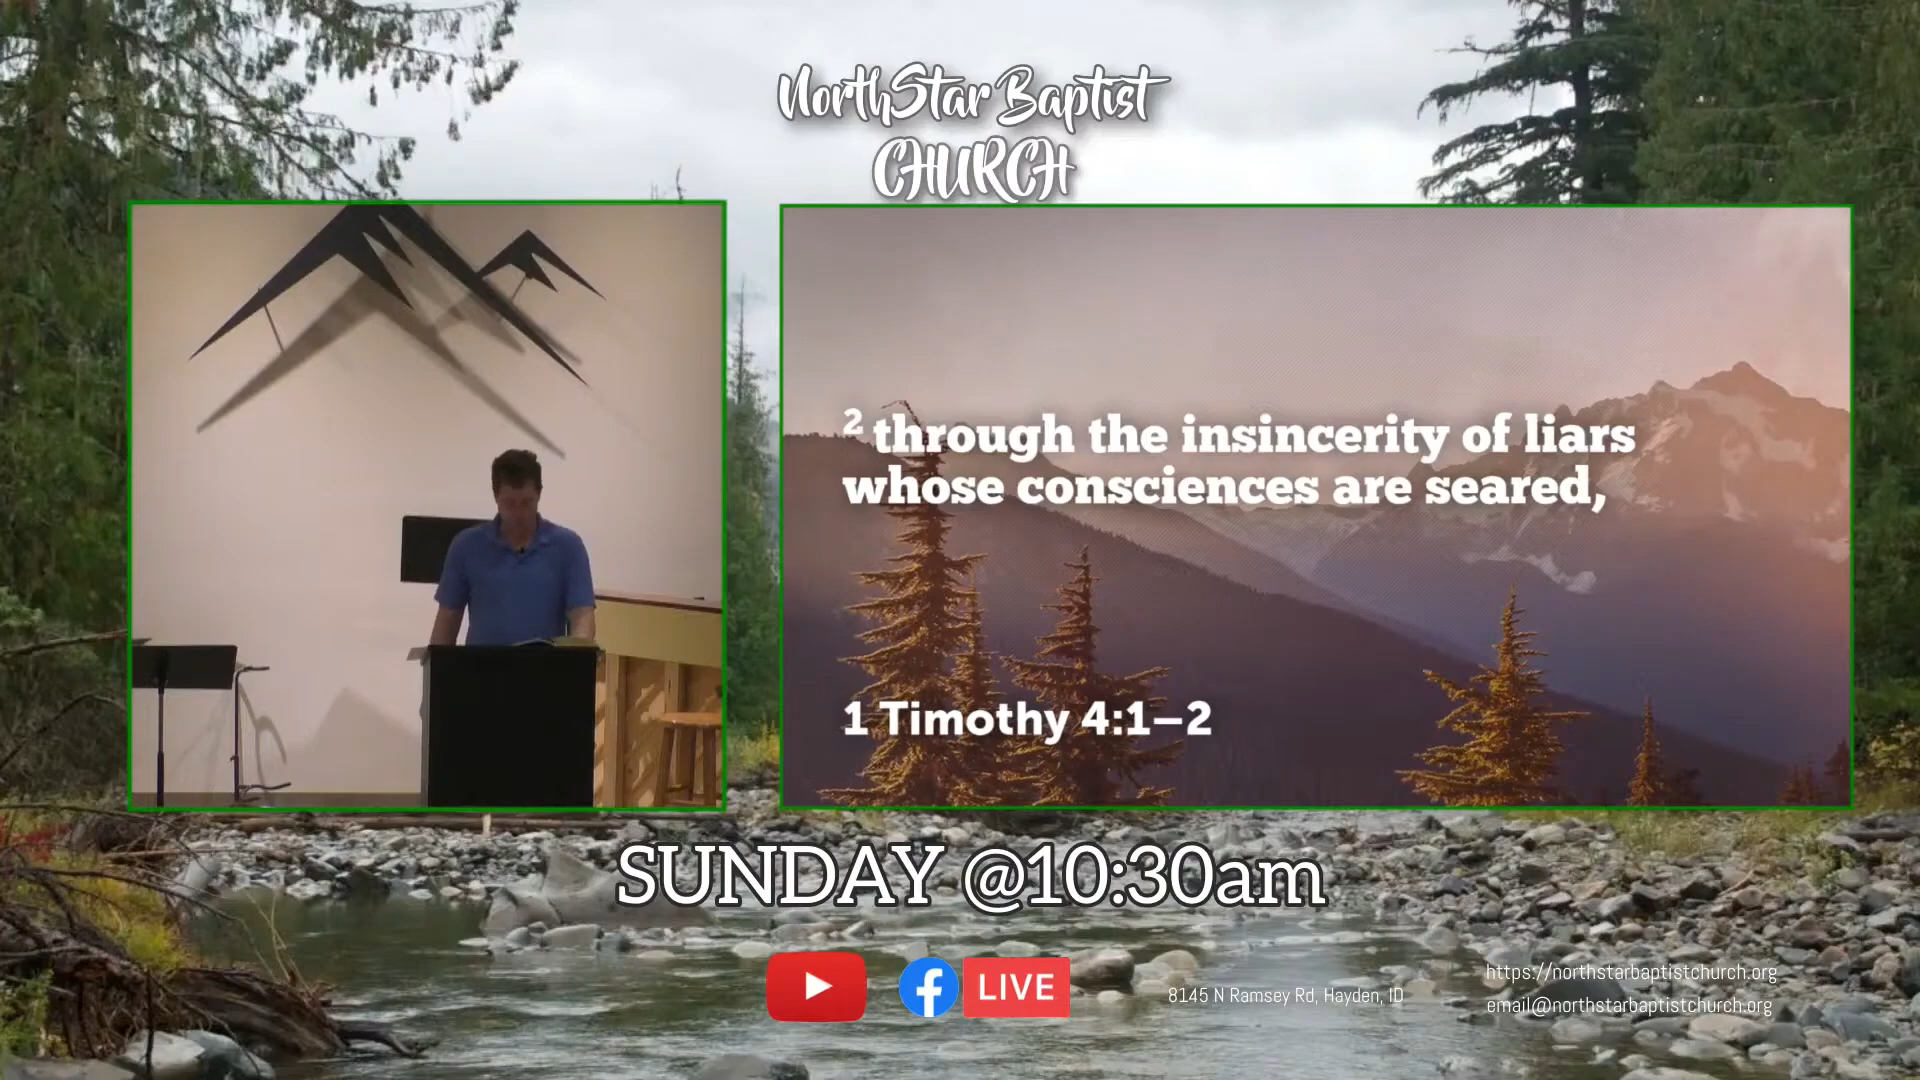 NorthStar Baptist
CHURCH
2 through the insincerity of liars
whose consciences are seared,
1 Timothy 4:1–2
SUNDAY @10:30am
LIVE
8145 N Ramsey Rd, Hayden, ID
https://northstarbaptistchurch.org
email@northstarbaptistchurch.org